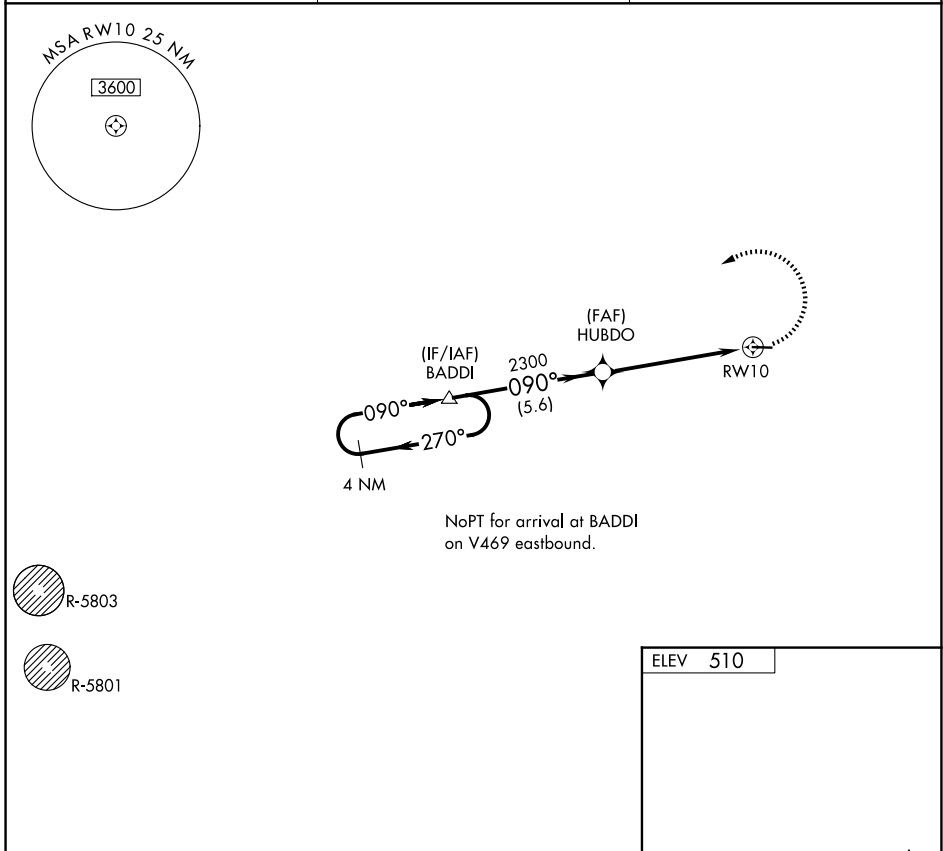 MSA RW10 25 NM
3600
(FAF)
HUBDO
(IF/IAF)
BADDI
2300
090°
(5.6)
RW10
090°
270°
4 NM
NoPT for arrival at BADDI
on V469 eastbound.
R-5803
R-5801
ELEV 510